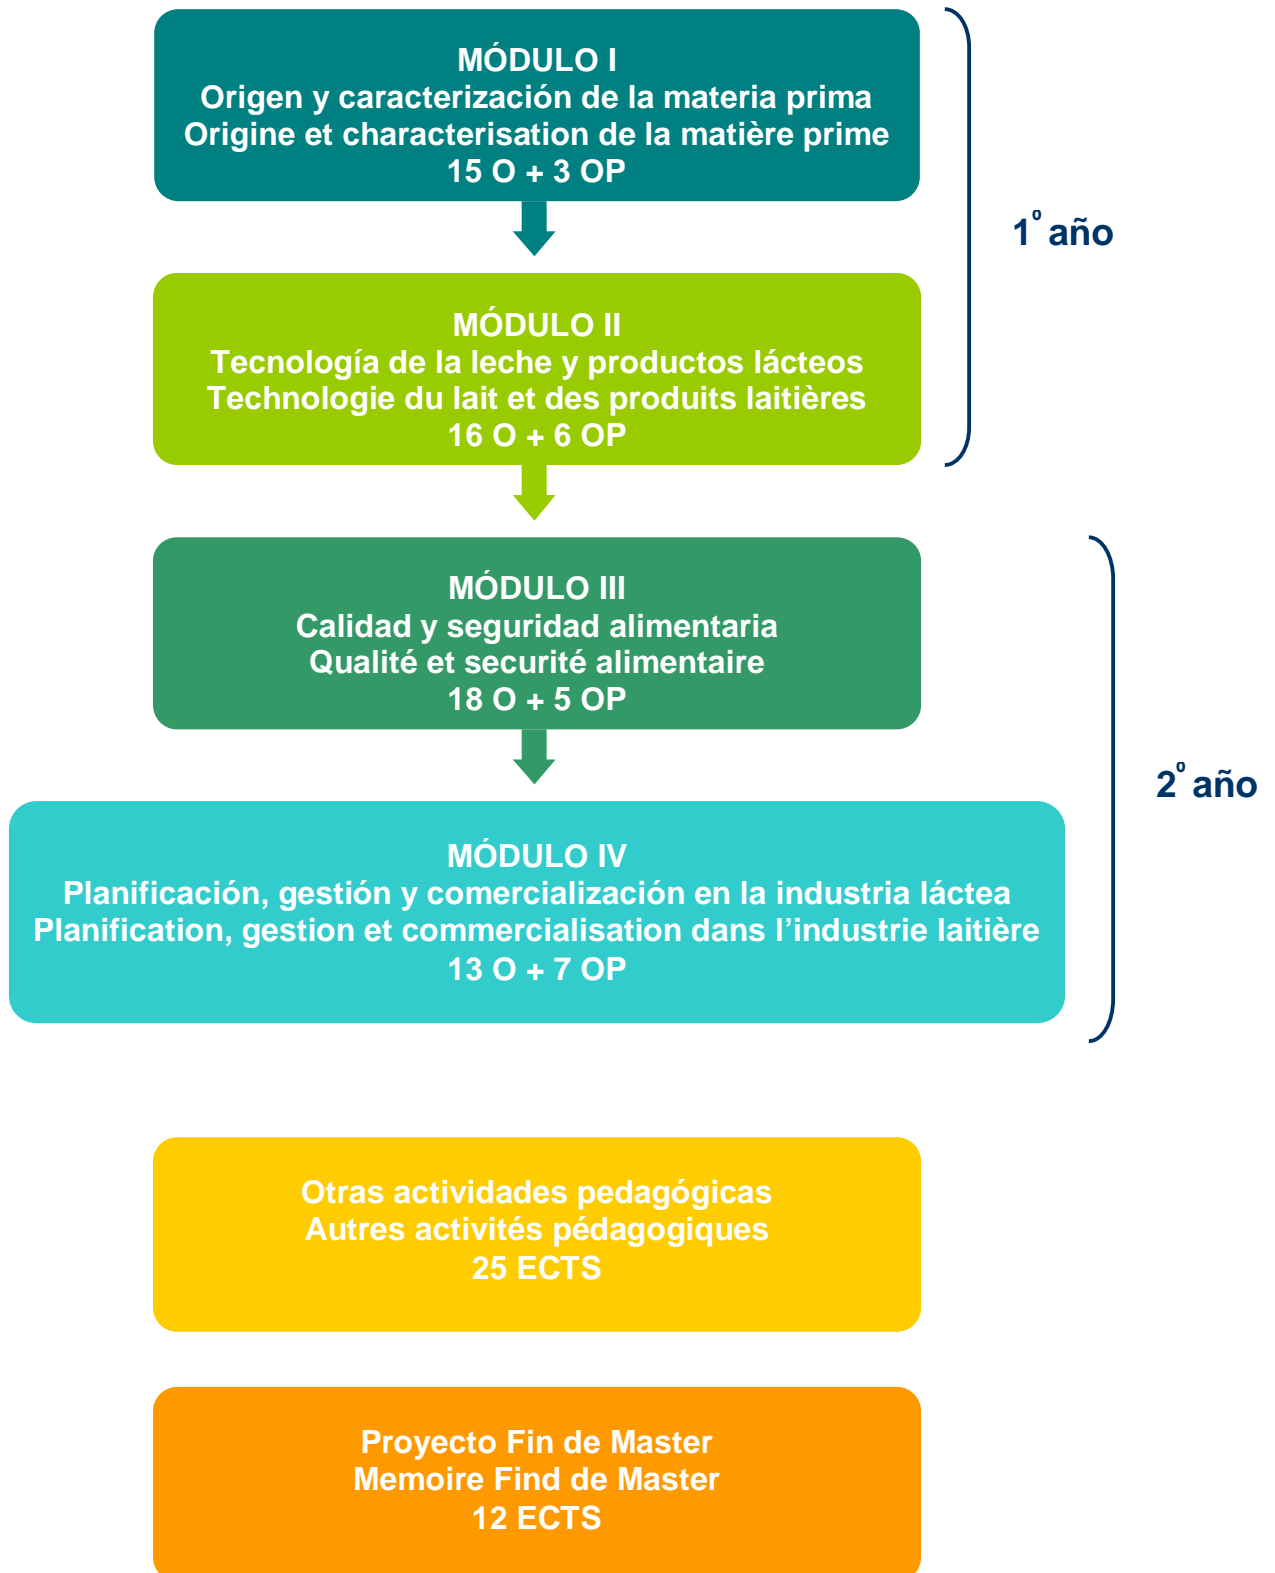 MÓDULO I
Origen y caracterización de la materia prima
Origine et characterisation de la matière prime
15 O + 3 OP
1º año
MÓDULO II
Tecnología de la leche y productos lácteos
Technologie du lait et des produits laitières
16 O + 6 OP
MÓDULO III
Calidad y seguridad alimentaria
Qualité et securité alimentaire
18 O + 5 OP
2º año
MÓDULO IV
Planificación, gestión y comercialización en la industria láctea
Planification, gestion et commercialisation dans l’industrie laitière
13 O + 7 OP
Otras actividades pedagógicas
Autres activités pédagogiques
25 ECTS
Proyecto Fin de Master
Memoire Find de Master
12 ECTS